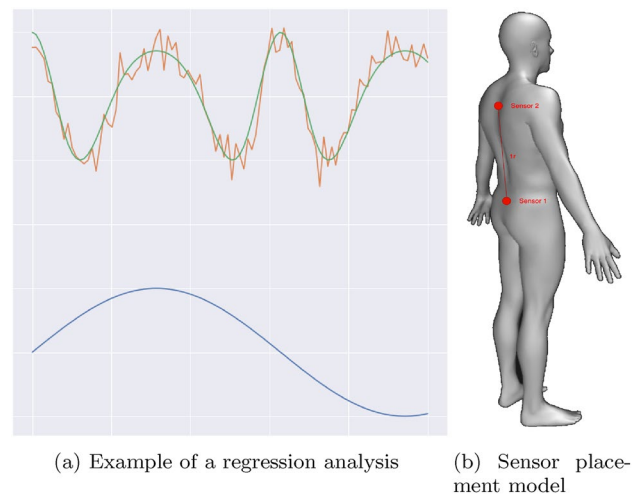 Sensor 2
1r
Sensor 1
(a) Example of a regression analysis
(b) Sensor place-
ment model